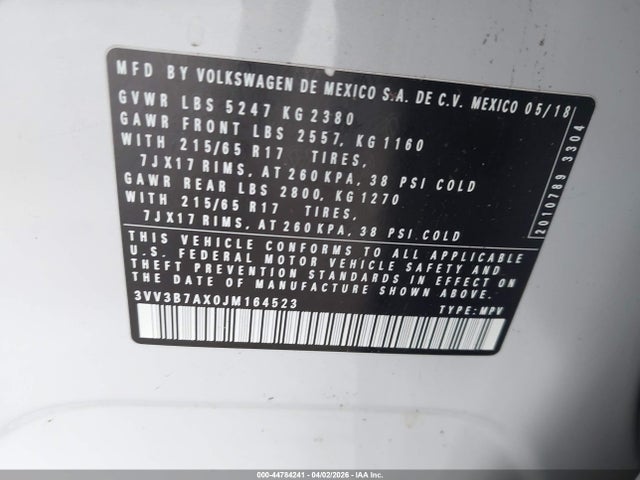 MFD BY VOLKSWAGEN DE MEXICO S.A. DE C.V. MEXICO 05/18
GVWR LBS 5247 KG 2380
GAWR FRONT LBS 2557, KG 1160
WITH 215/65 R17 TIRES,
7JX17 RIMS, AT 260 KPA, 38 PSI COLD
GAWR REAR LBS 2800, KG 1270
WITH 215/65 R17 TIRES,
7JX17 RIMS, AT 260 KPA, 38 PSI COLD
THIS VEHICLE CONFORMS TO ALL APPLICABLE
U.S. FEDERAL MOTOR VEHICLE SAFETY AND
THEFT PREVENTION STANDARDS IN EFFECT ON THE
DATE OF MANUFACTURE SHOWN ABOVE.
3VV3B7AX0JM164523 TYPE: MPV
2010789 3304
000-44784241 - 04/02/2026 - IAAI.com